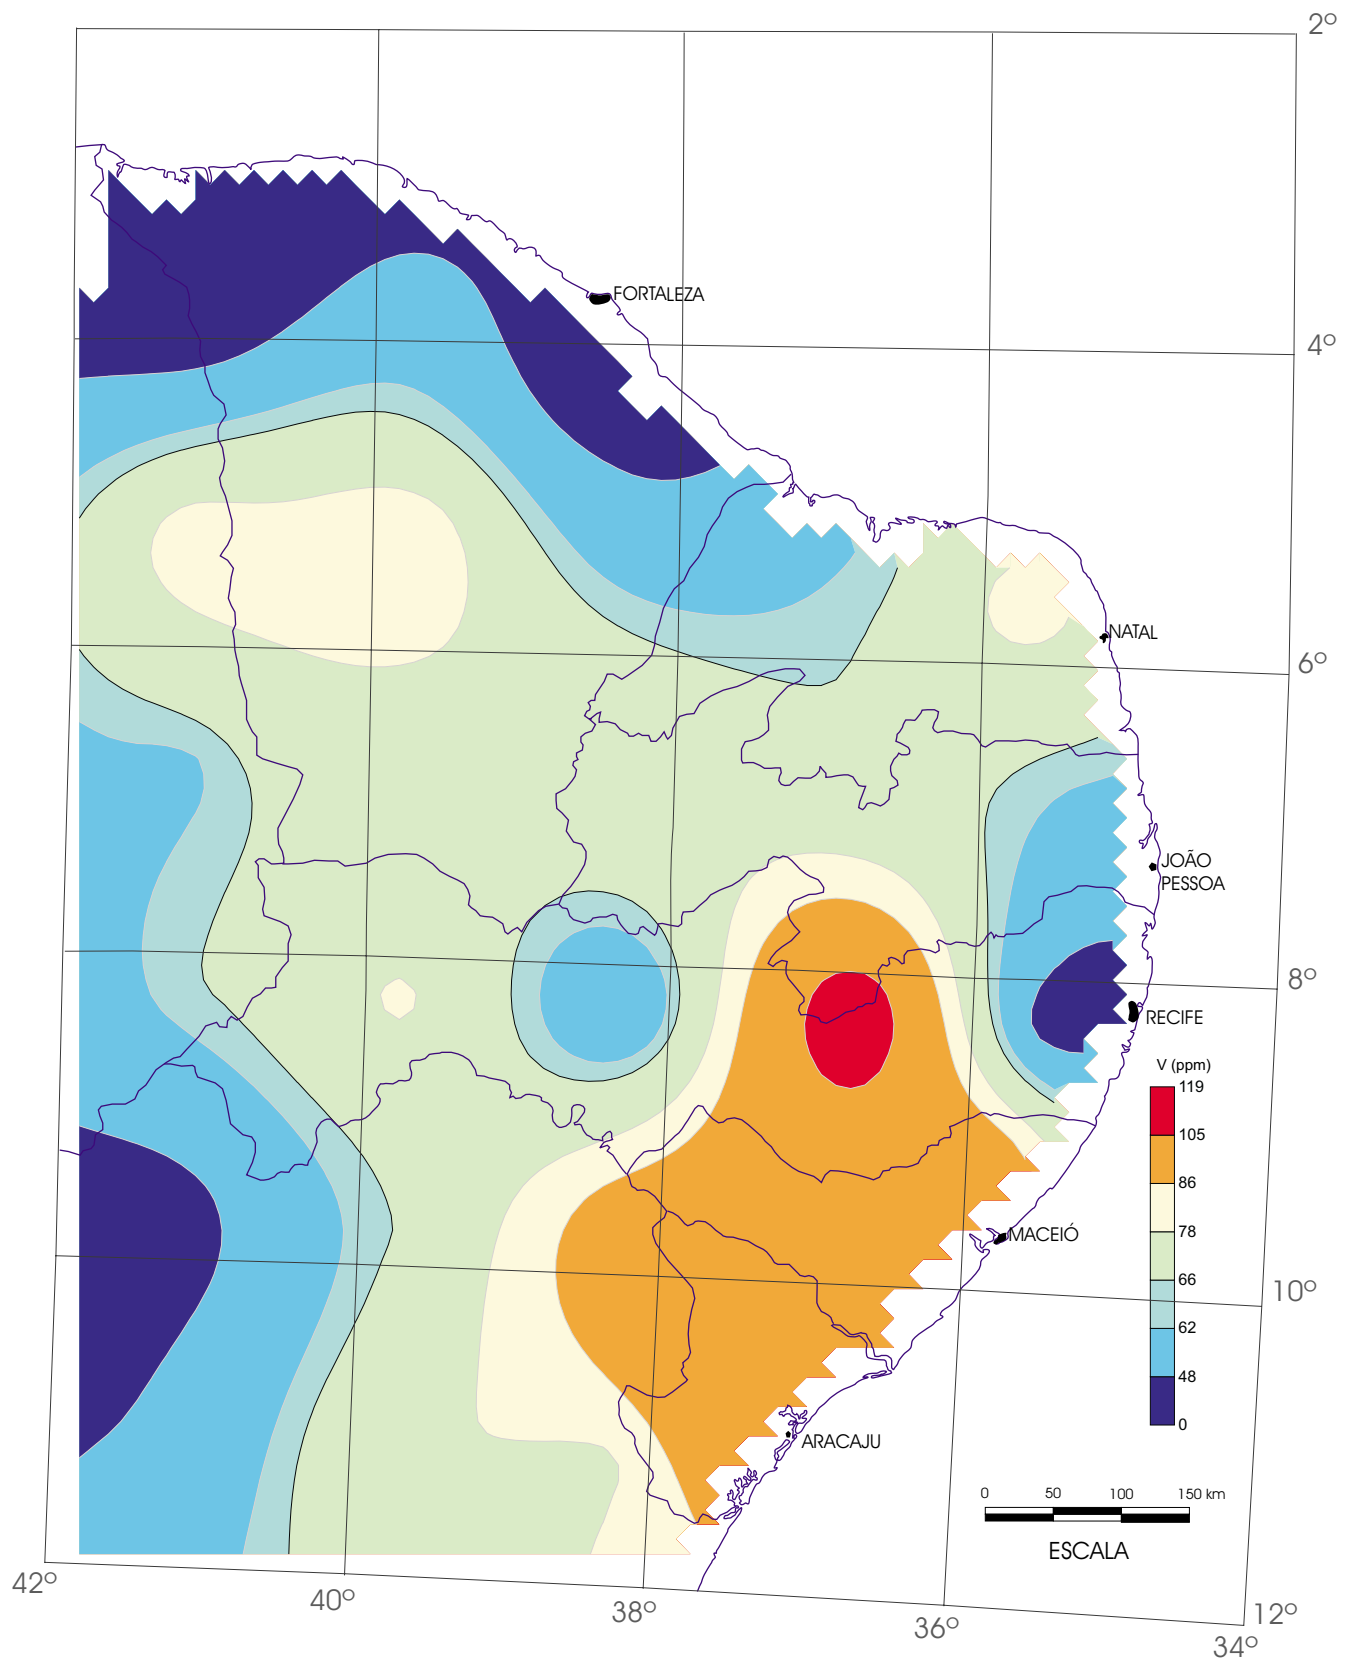 2°
FORTALEZA
4°
NATAL
6°
JOÃO
PESSOA
8°
RECIFE
V (ppm)
119
105
86
78
66
62
48
0
MACEIÓ
10°
ARACAJU
0 50 100 150 km
ESCALA
42°
40°
38°
36°
12°
34°